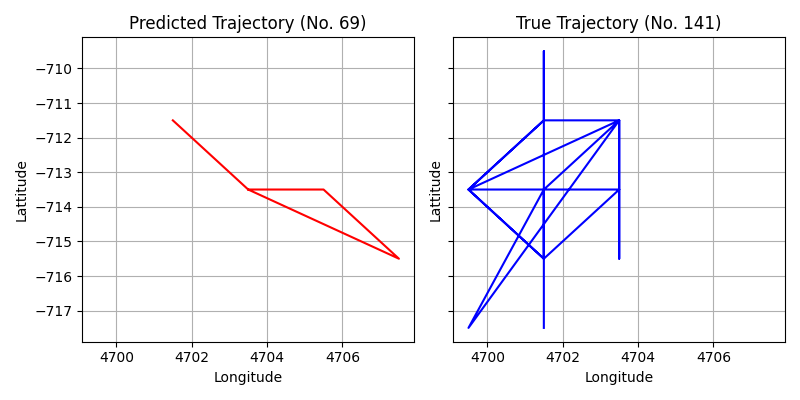 Predicted Trajectory (No. 69)
True Trajectory (No. 141)
Lattitude
−710
−711
−712
−713
−714
−715
−716
−717
4700
4702
4704
4706
Longitude
Lattitude
4700
4702
4704
4706
Longitude